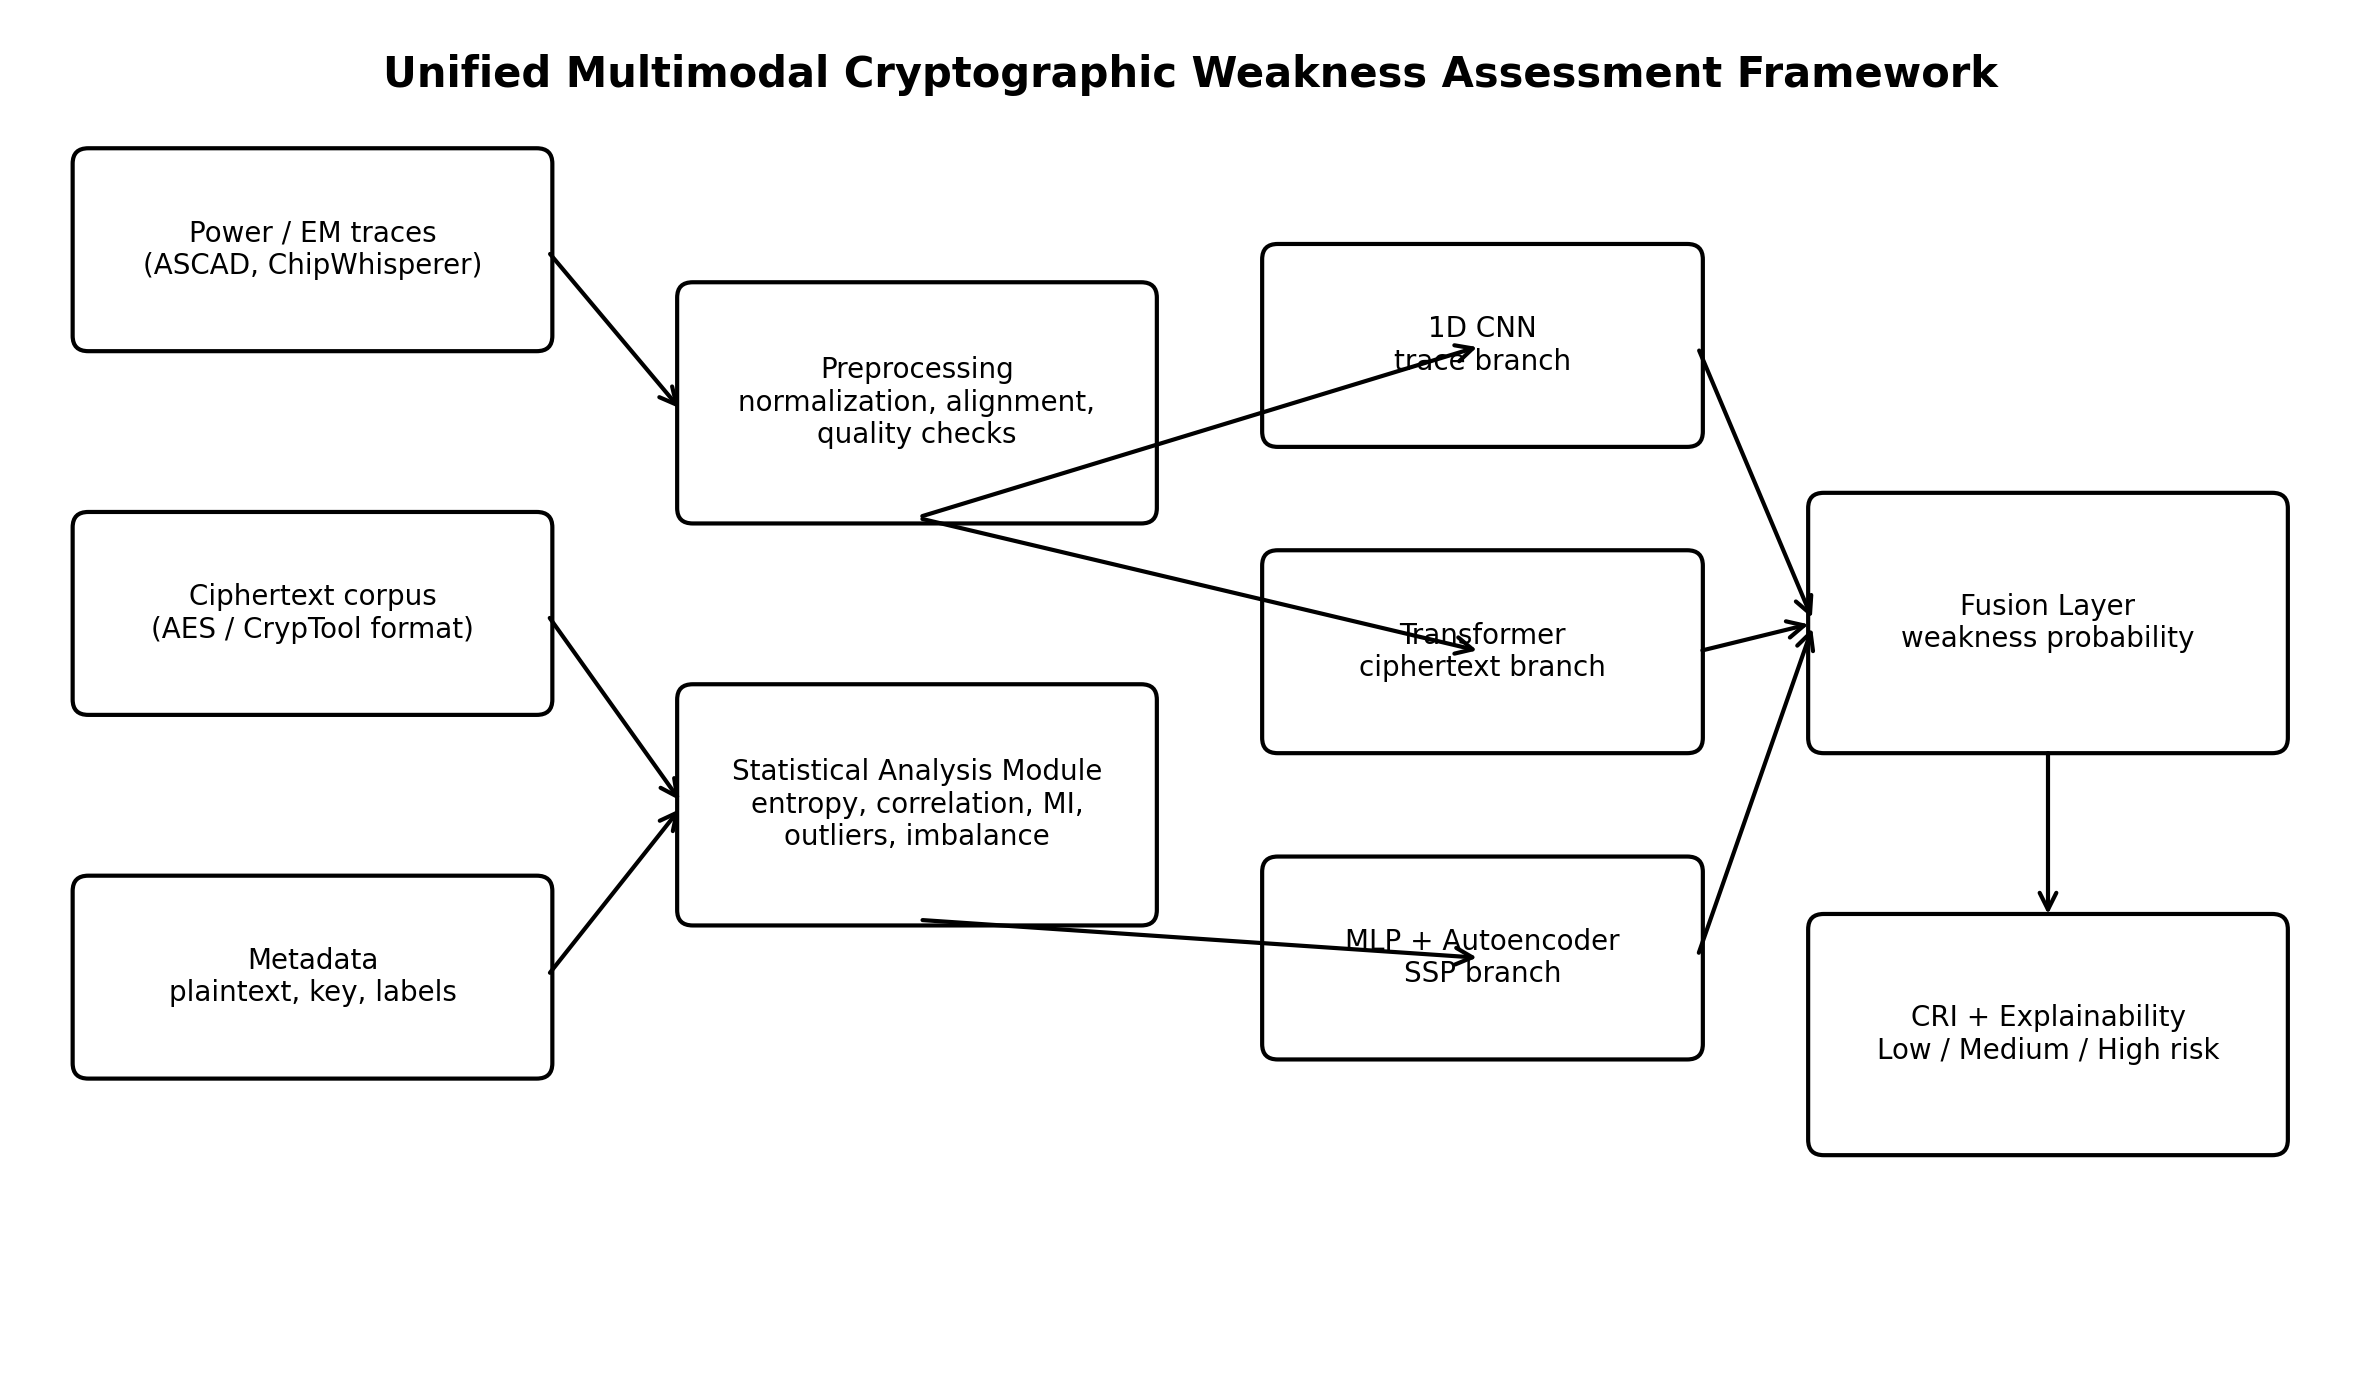 Unified Multimodal Cryptographic Weakness Assessment Framework
Power / EM traces
(ASCAD, ChipWhisperer)
Preprocessing
normalization, alignment,
quality checks
1D CNN
trace branch
Ciphertext corpus
(AES / CrypTool format)
Transformer
ciphertext branch
Fusion Layer
weakness probability
Statistical Analysis Module
entropy, correlation, MI,
outliers, imbalance
Metadata
plaintext, key, labels
MLP + Autoencoder
SSP branch
CRI + Explainability
Low / Medium / High risk